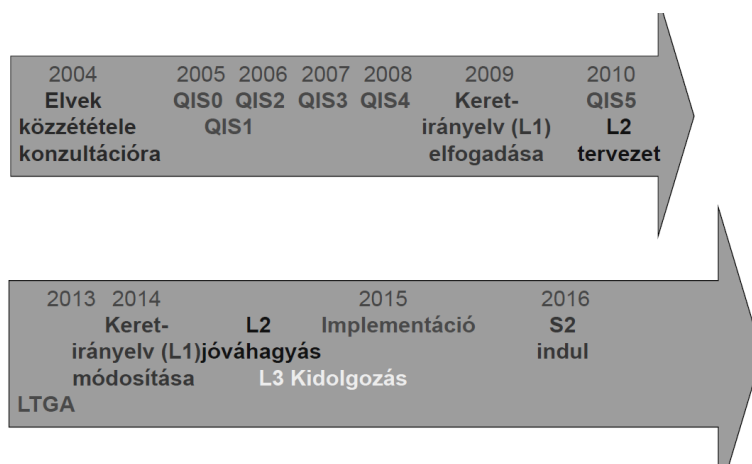 2004 2005 2006 2007 2008 2009 2010
Elvek QIS0 QIS2 QIS3 QIS4 Keret- QIS5
közzététele QIS1 irányelv (L1) L2
konzultációra elfogadása tervezet
2013 2014 2015 2016
Keret- L2 Implementáció S2
irányelv (L1)jóváhagyás indul
módosítása L3 Kidolgozás
LTGA